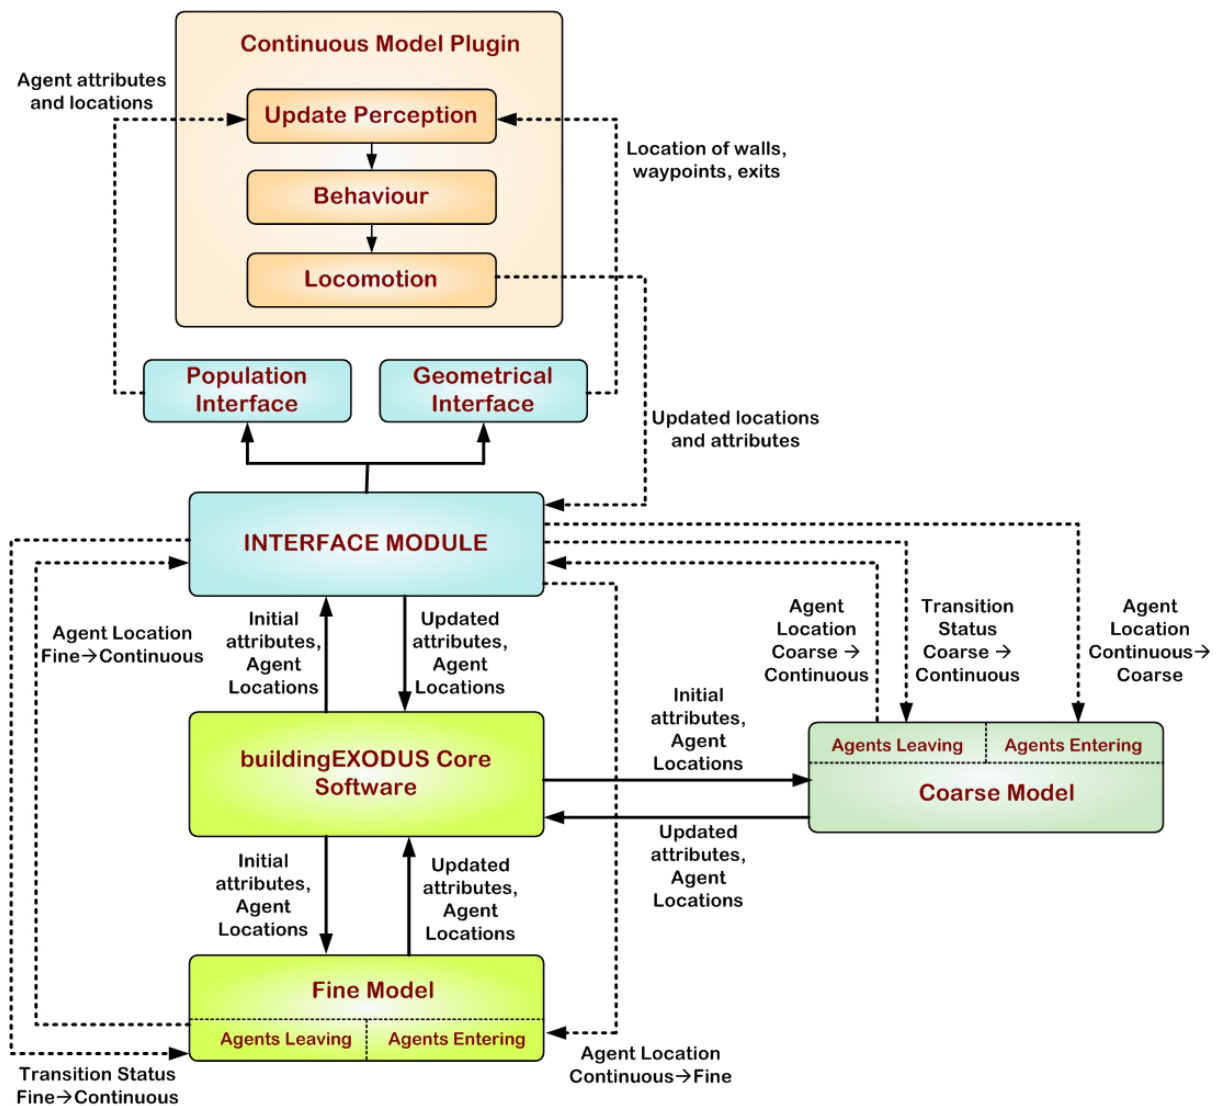 Continuous Model Plugin
Agent attributes
and locations
Update Perception
Location of walls,
waypoints, exits
Behaviour
Locomotion
Population
Interface
Geometrical
Interface
Updated locations
and attributes
INTERFACE MODULE
Agent Location
Fine→Continuous
Initial
attributes,
Agent
Locations
Updated
attributes,
Agent
Locations
Agent
Location
Coarse →
Continuous
Transition
Status
Coarse →
Continuous
Agent
Location
Continuous→
Coarse
buildingEXODUS Core
Software
Initial
attributes,
Agent
Locations
Agents Leaving
Agents Entering
Coarse Model
Updated
attributes,
Agent
Locations
Initial
attributes,
Agent
Locations
Updated
attributes,
Agent
Locations
Fine Model
Agents Leaving
Agents Entering
Transition Status
Fine→Continuous
Agent Location
Continuous→Fine